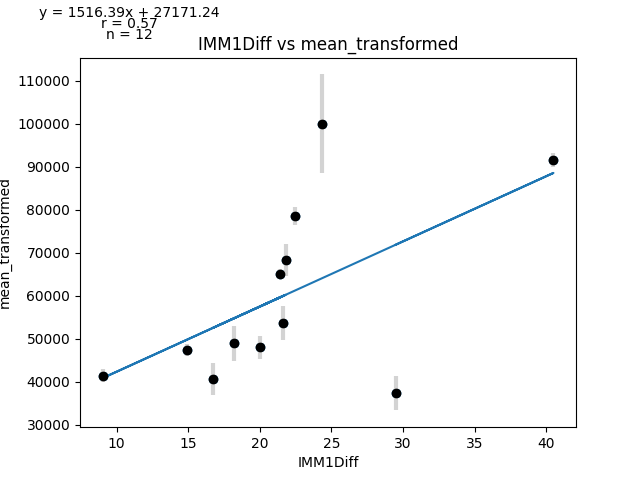 y = 1516.39x + 27171.24
r = 0.57
n = 12
IMM1Diff vs mean_transformed
110000
100000
90000
80000
70000
60000
50000
40000
30000
mean_transformed
10 15 20 25 30 35 40
IMM1Diff